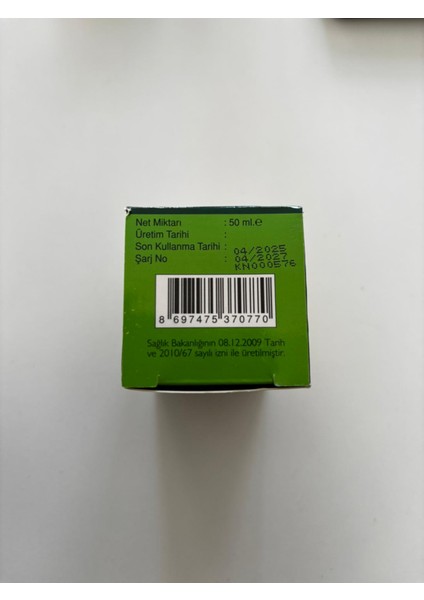 Net Miktarı : 50 ml.e
Üretim Tarihi : 04/2025
Son Kullanma Tarihi : 04/2027
Şarj No : KN000576
8 697475 370770
Sağlık Bakanlığının 08.12.2009 Tarih
ve 2010/67 sayılı izni ile üretilmiştir.